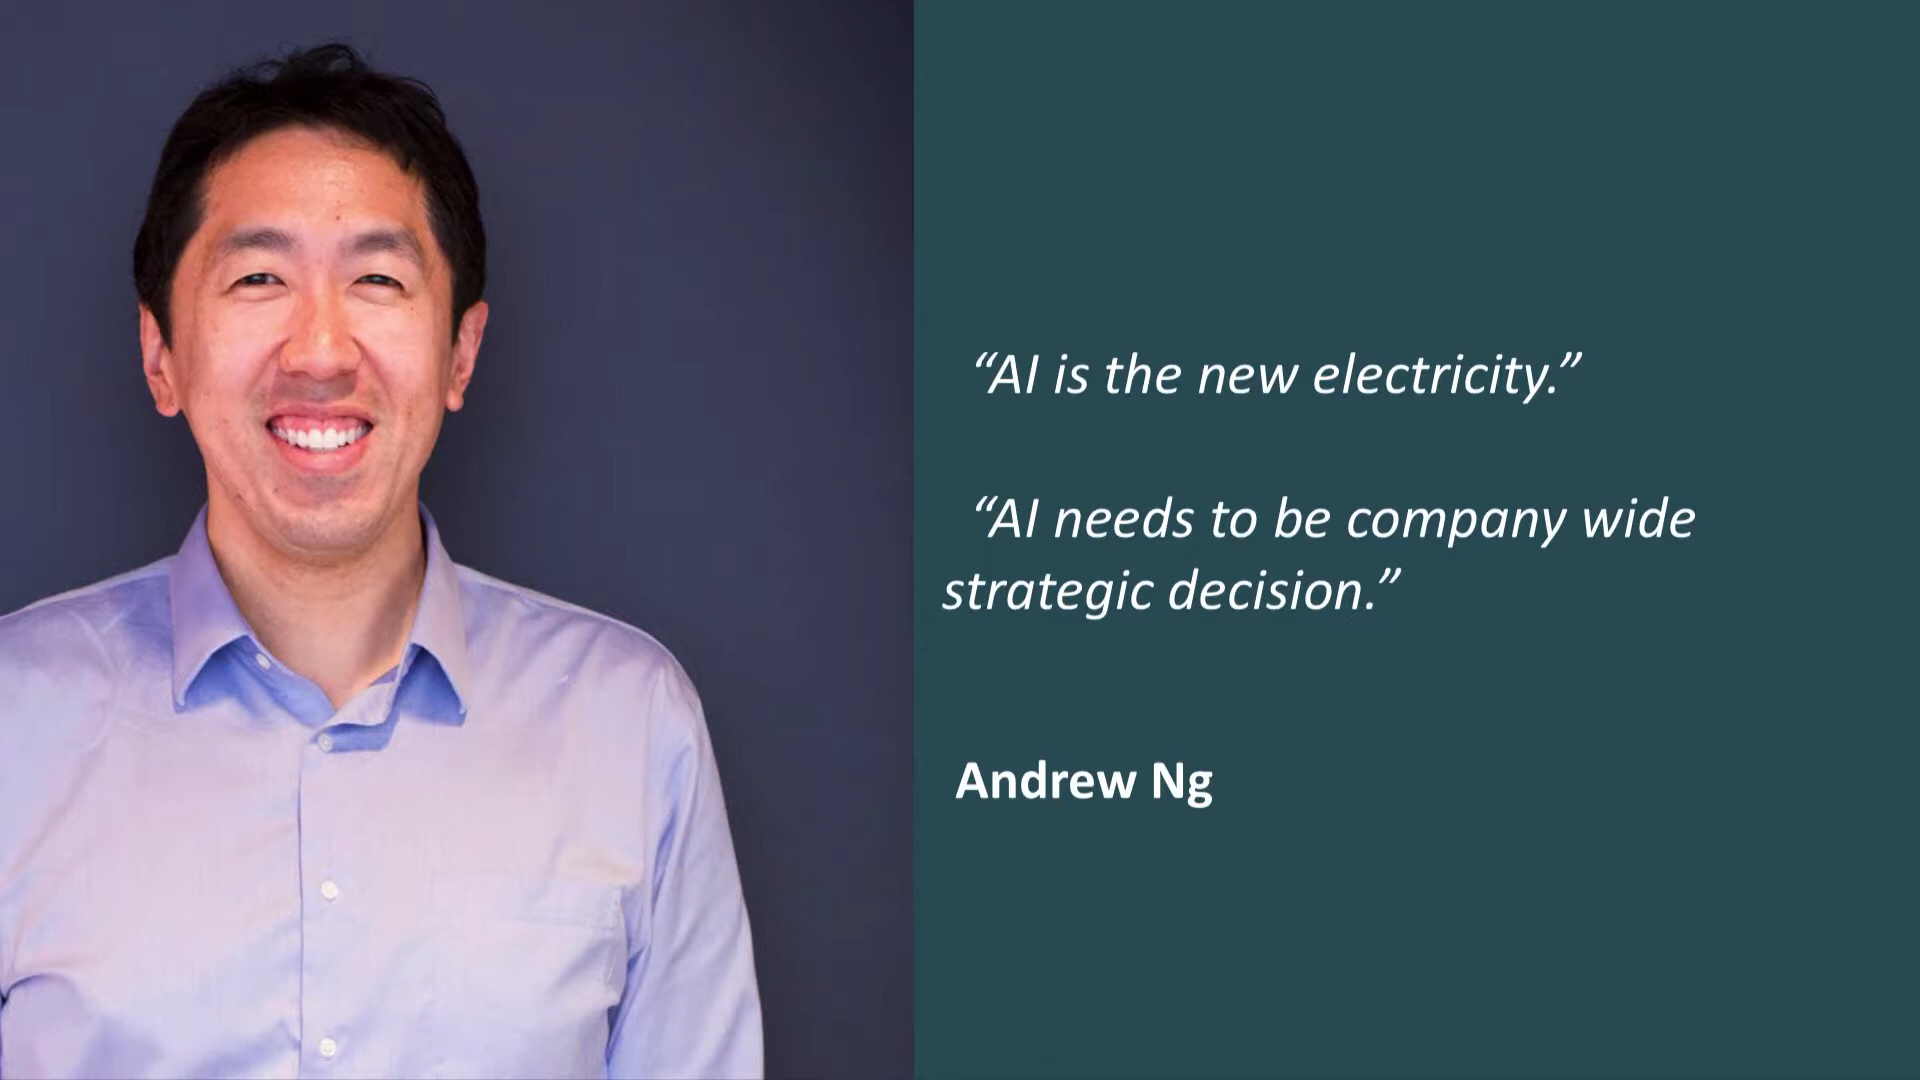 “AI is the new electricity.”
“AI needs to be company wide
strategic decision.”
Andrew Ng